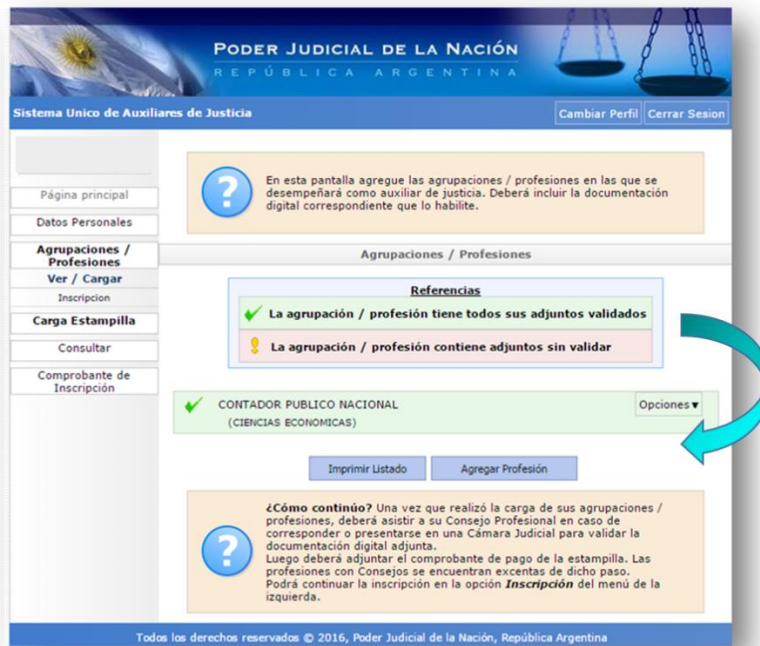 PODER JUDICIAL DE LA NACIÓN
REPÚBLICA ARGENTINA
Sistema Unico de Auxiliares de Justicia
Cambiar Perfil
Cerrar Sesion
Página principal
Datos Personales
Agrupaciones /
Profesiones
Ver / Cargar
Inscripcion
Carga Estampilla
Consultar
Comprobante de
Inscripción
En esta pantalla agregue las agrupaciones / profesiones en las que se
desempeñará como auxiliar de justicia. Deberá incluir la documentación
digital correspondiente que lo habilite.
Agrupaciones / Profesiones
Referencias
La agrupación / profesión tiene todos sus adjuntos validados
La agrupación / profesión contiene adjuntos sin validar
CONTADOR PUBLICO NACIONAL
(CIENCIAS ECONOMICAS)
Opciones▼
Imprimir Listado
Agregar Profesión
¿Cómo continúo? Una vez que realizó la carga de sus agrupaciones /
profesiones, deberá asistir a su Consejo Profesional en caso de
corresponder o presentarse en una Cámara Judicial para validar la
documentación digital adjunta.
Luego deberá adjuntar el comprobante de pago de la estampilla. Las
profesiones con Consejos se encuentran excentas de dicho paso.
Podrá continuar la inscripción en la opción Inscripción del menú de la
izquierda.
Todos los derechos reservados © 2016, Poder Judicial de la Nación, República Argentina